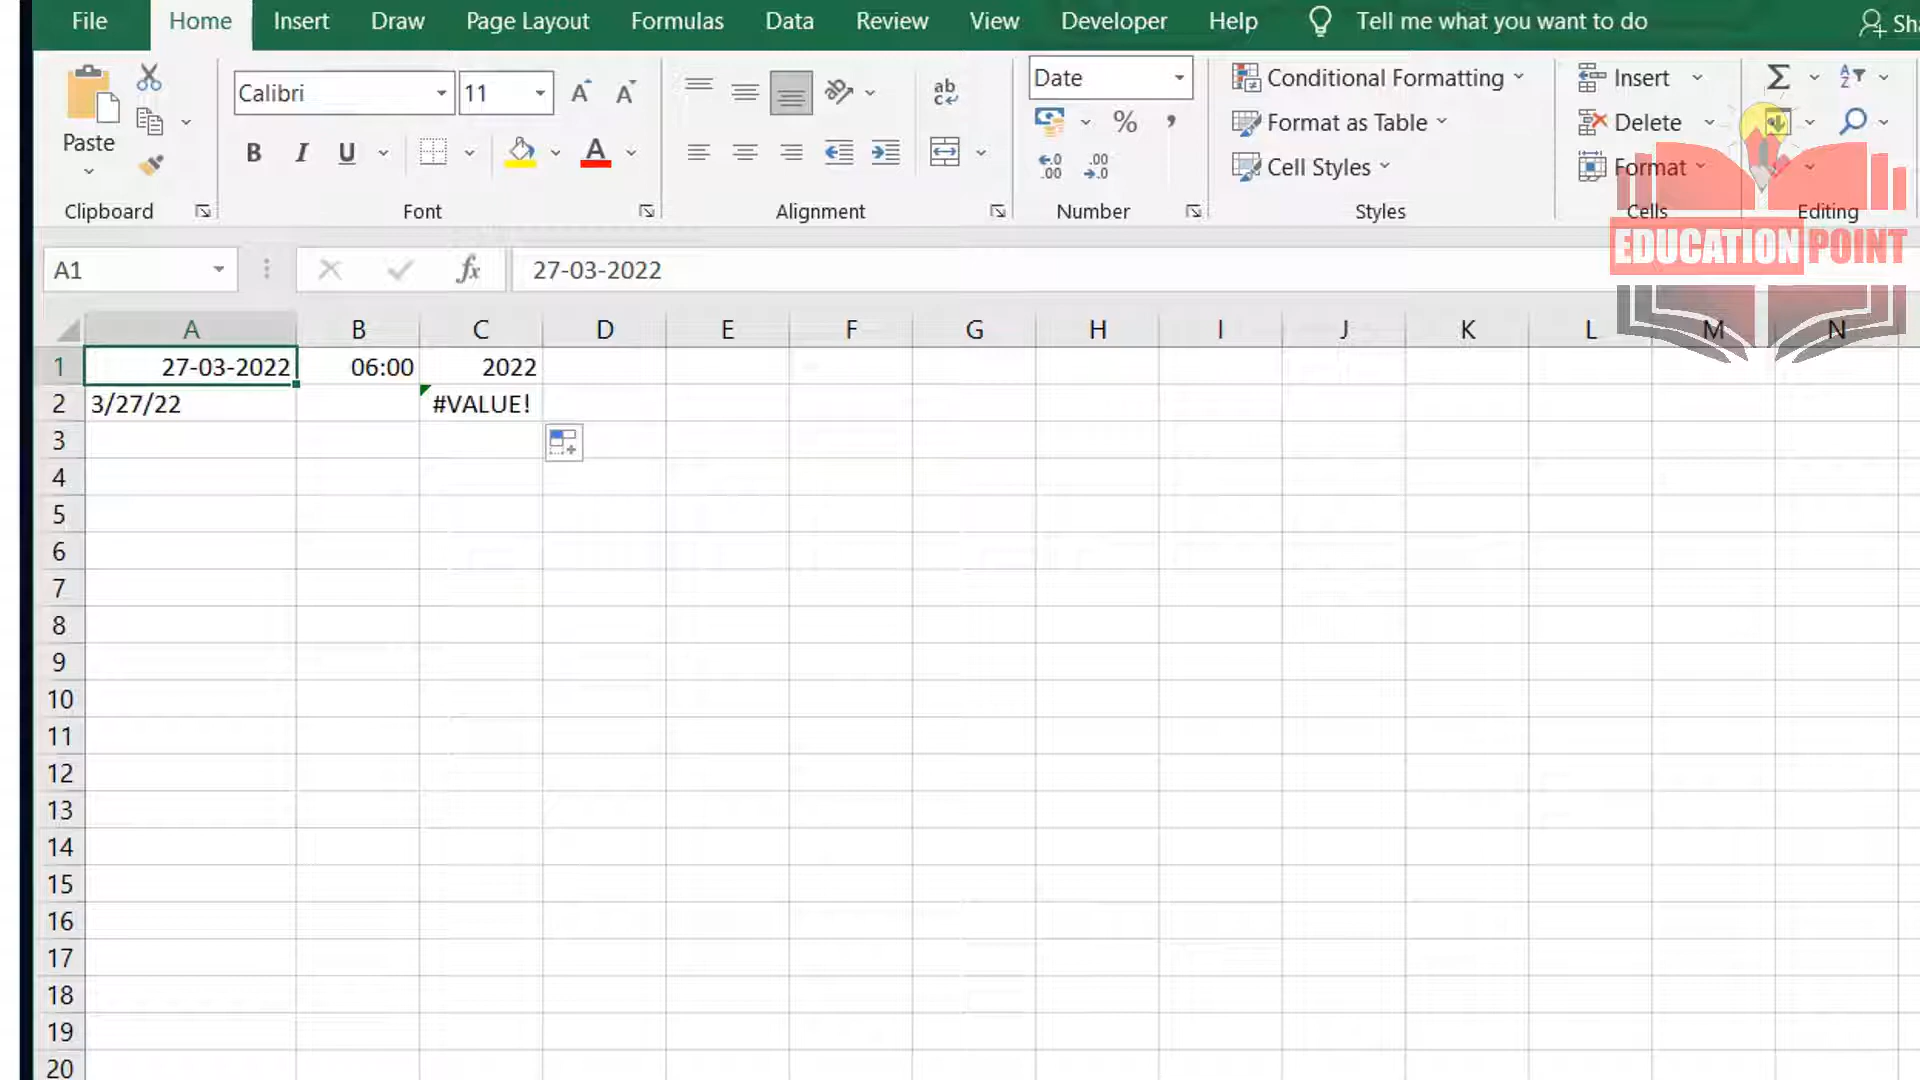 File Home Insert Draw Page Layout Formulas Data Review View Developer Help Tell me what you want to do
Calibri 11 ab Date Conditional Formatting Insert
Paste B I U A % , Format as Table Delete
.00 .00 Cell Styles Format
Clipboard Font Alignment Number Styles Cells Editing
EDUCATION POINT
A1 fx 27-03-2022
A B C D E F G H I J K L M N
1 27-03-2022 06:00 2022
2 3/27/22 #VALUE!
3
4
5
6
7
8
9
10
11
12
13
14
15
16
17
18
19
20